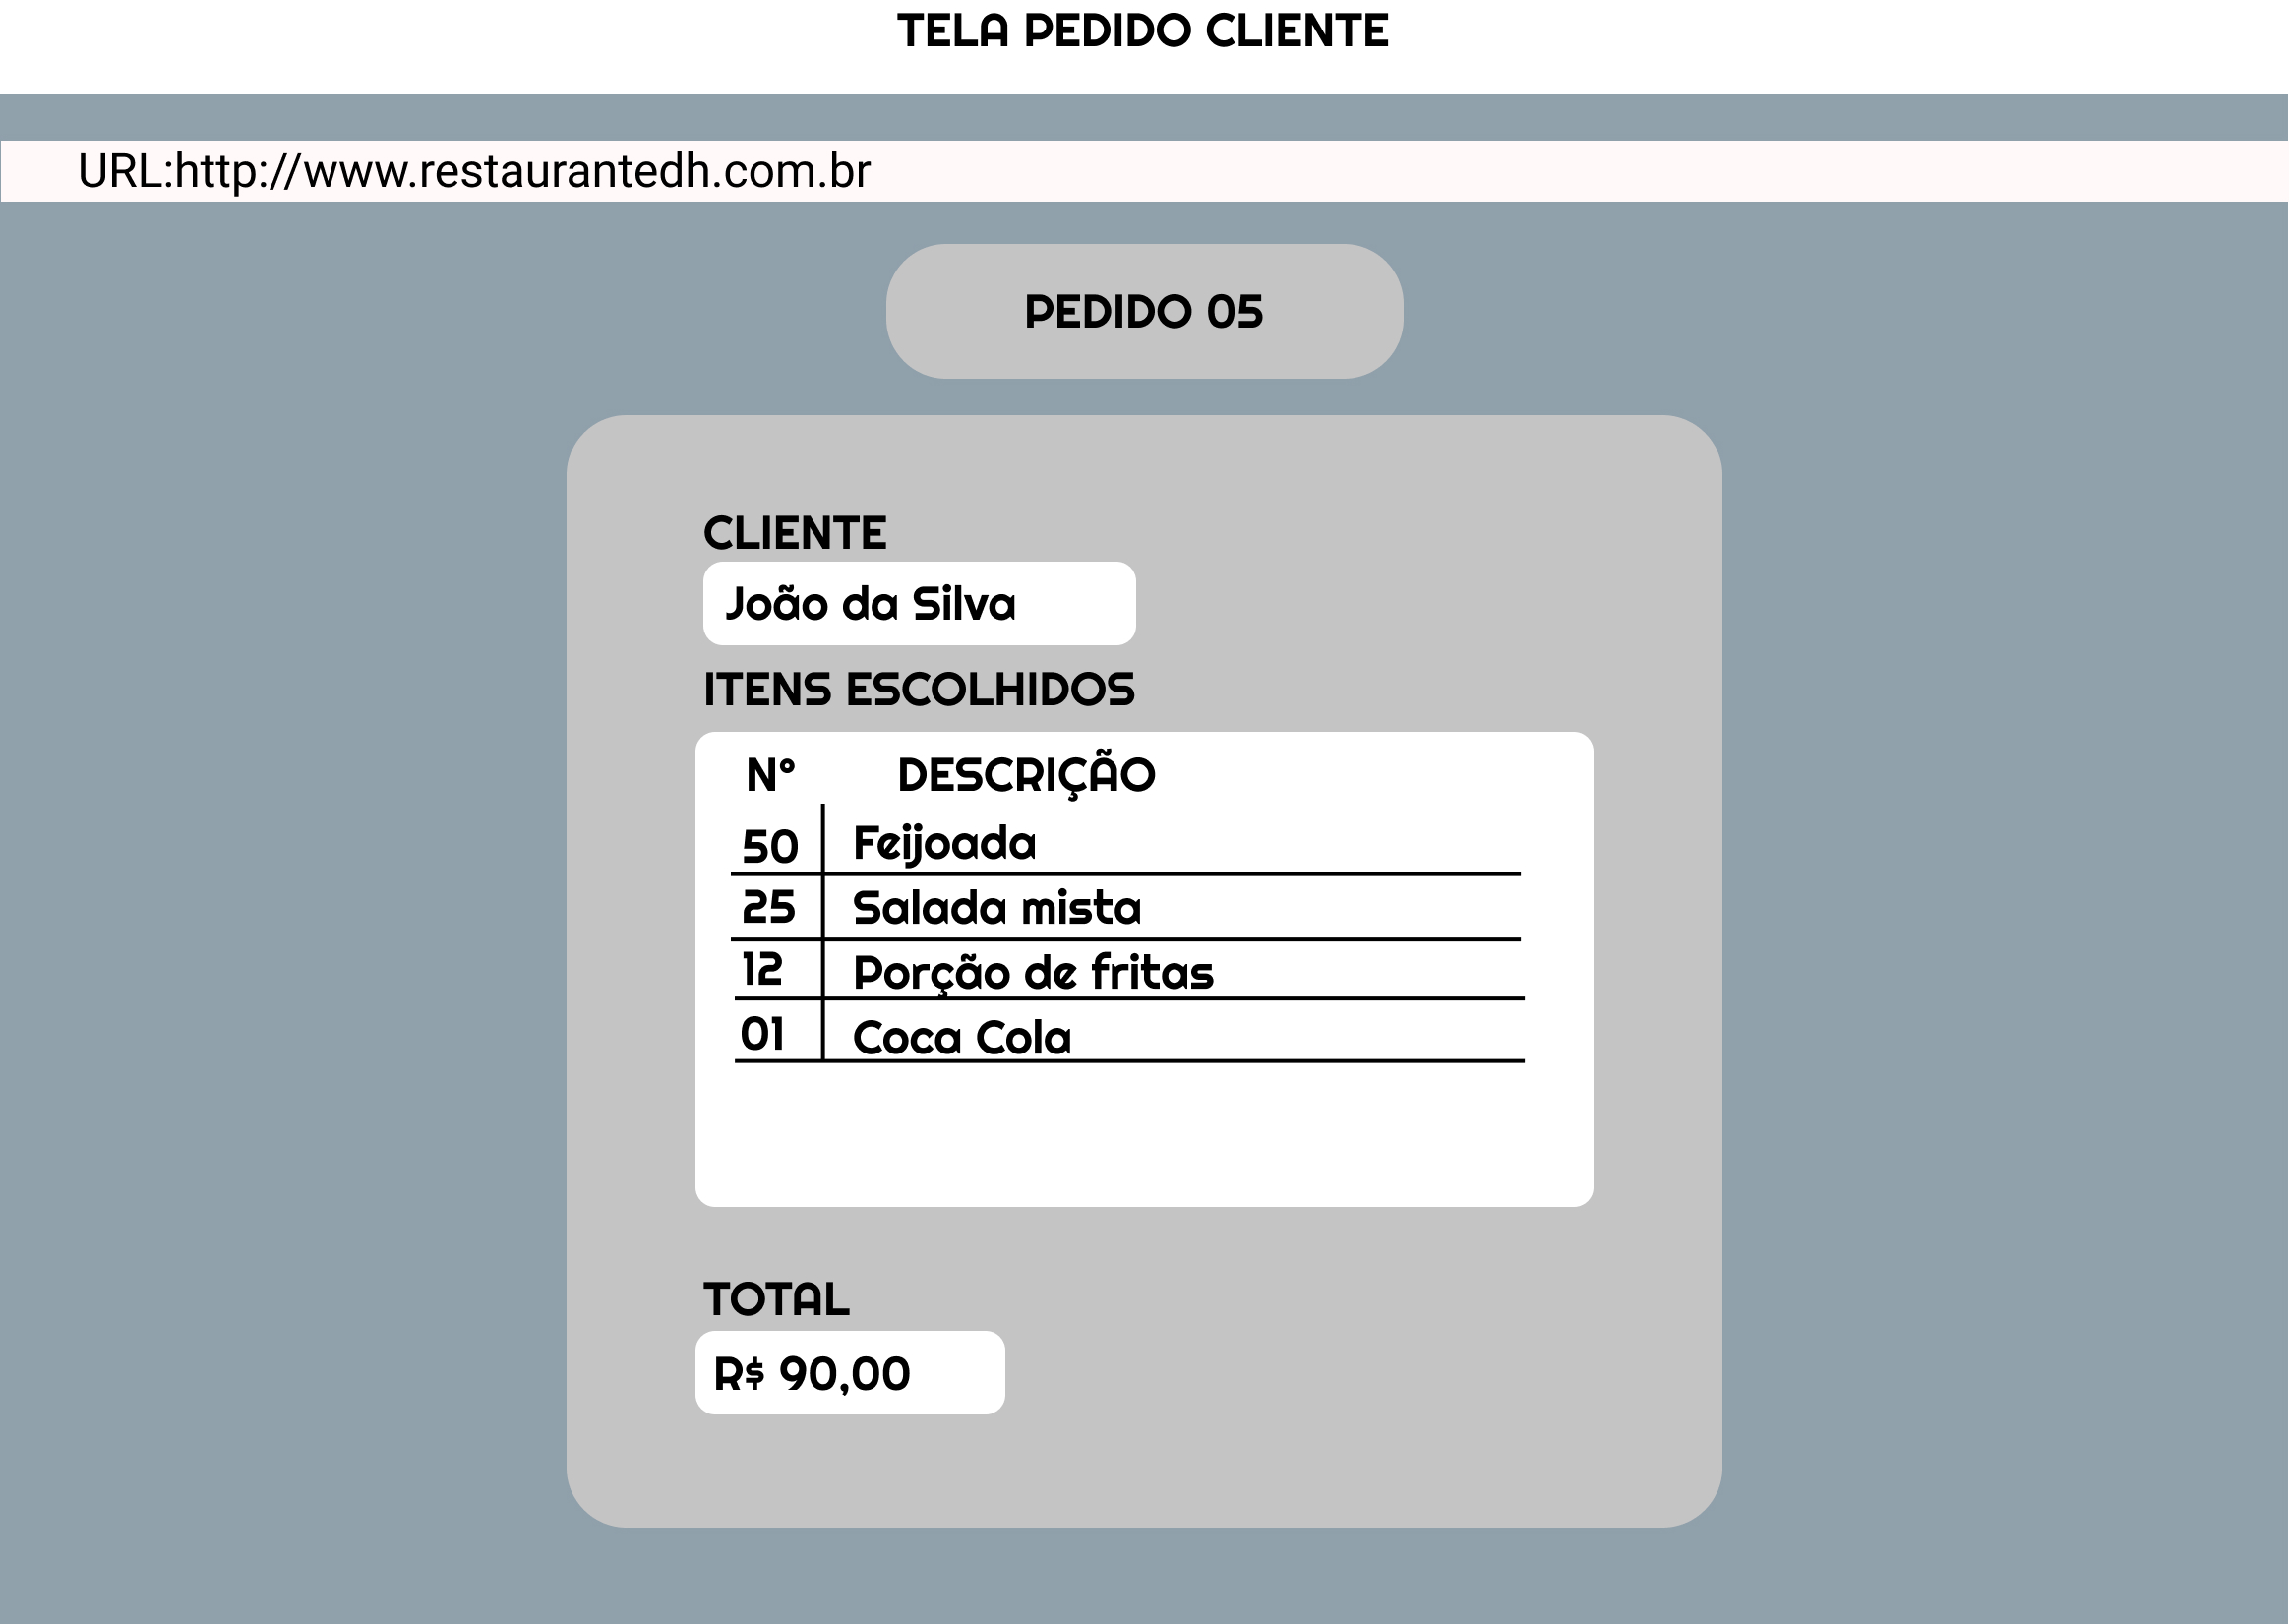 TELA PEDIDO CLIENTE
URL:http://www.restaurantedh.com.br
PEDIDO 05
CLIENTE
João da Silva
ITENS ESCOLHIDOS
Nº DESCRIÇÃO
50 Feijoada
25 Salada mista
12 Porção de fritas
01 Coca Cola
TOTAL
R$ 90,00